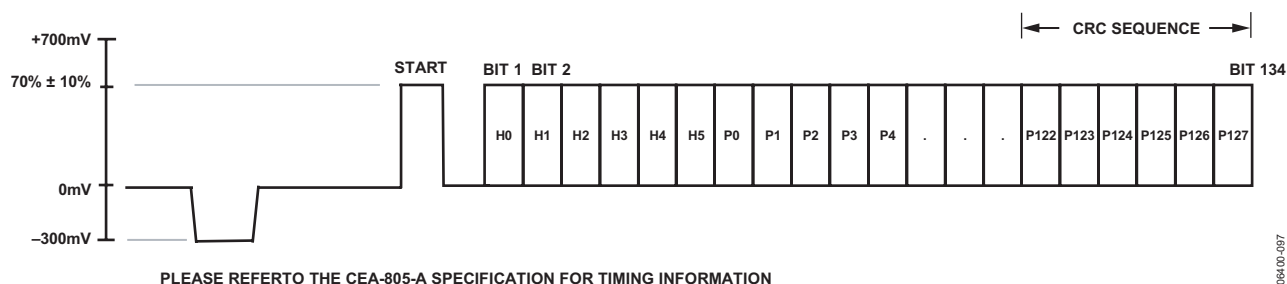 CRC SEQUENCE
+700mV
START
70% ± 10%
BIT 1 BIT 2
BIT 134
H0 H1 H2 H3 H4 H5 P0 P1 P2 P3 P4 . . . P122 P123 P124 P125 P126 P127
0mV
–300mV
PLEASE REFERTO THE CEA-805-A SPECIFICATION FOR TIMING INFORMATION
06400-097